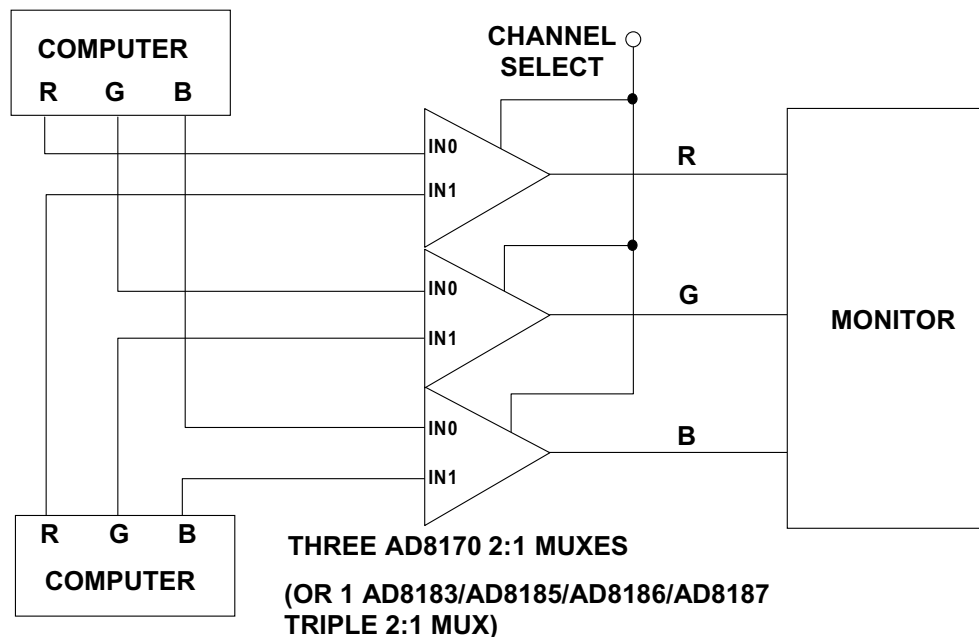 COMPUTER
R G B
CHANNEL
SELECT
IN0
IN1
R
IN0
IN1
G
MONITOR
IN0
IN1
B
R G B
COMPUTER
THREE AD8170 2:1 MUXES
(OR 1 AD8183/AD8185/AD8186/AD8187
TRIPLE 2:1 MUX)